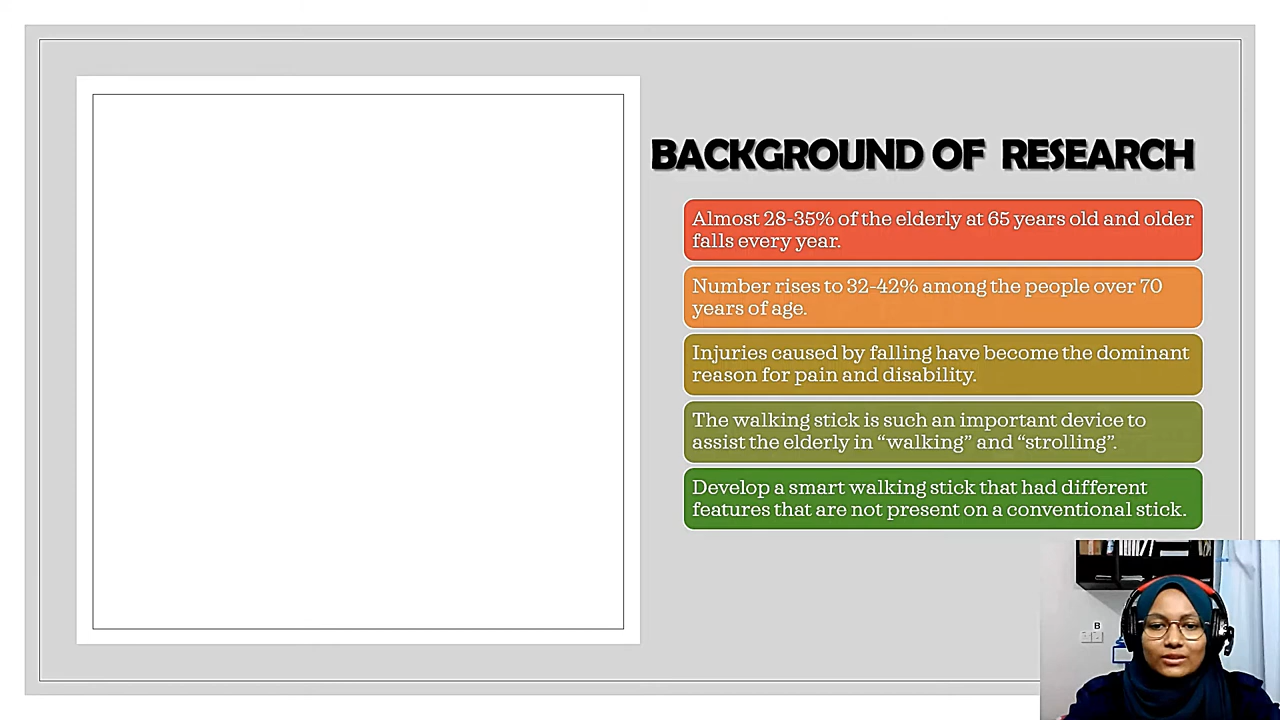 BACKGROUND OF RESEARCH
Almost 28-35% of the elderly at 65 years old and older
falls every year.
Number rises to 32-42% among the people over 70
years of age.
Injuries caused by falling have become the dominant
reason for pain and disability.
The walking stick is such an important device to
assist the elderly in “walking” and “strolling”.
Develop a smart walking stick that had different
features that are not present on a conventional stick.
B